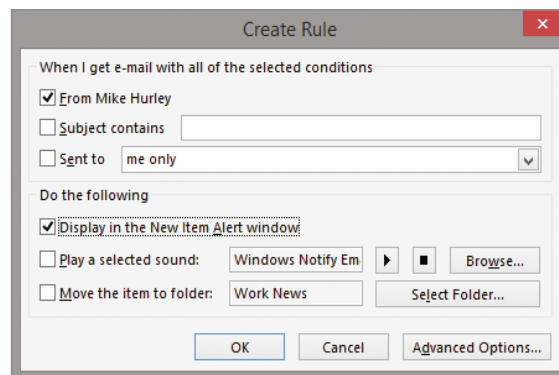 Create Rule
When I get e-mail with all of the selected conditions
From Mike Hurley
Subject contains
Sent to me only
Do the following
Display in the New Item Alert window
Play a selected sound: Windows Notify Em Browse...
Move the item to folder: Work News Select Folder...
OK Cancel Advanced Options...